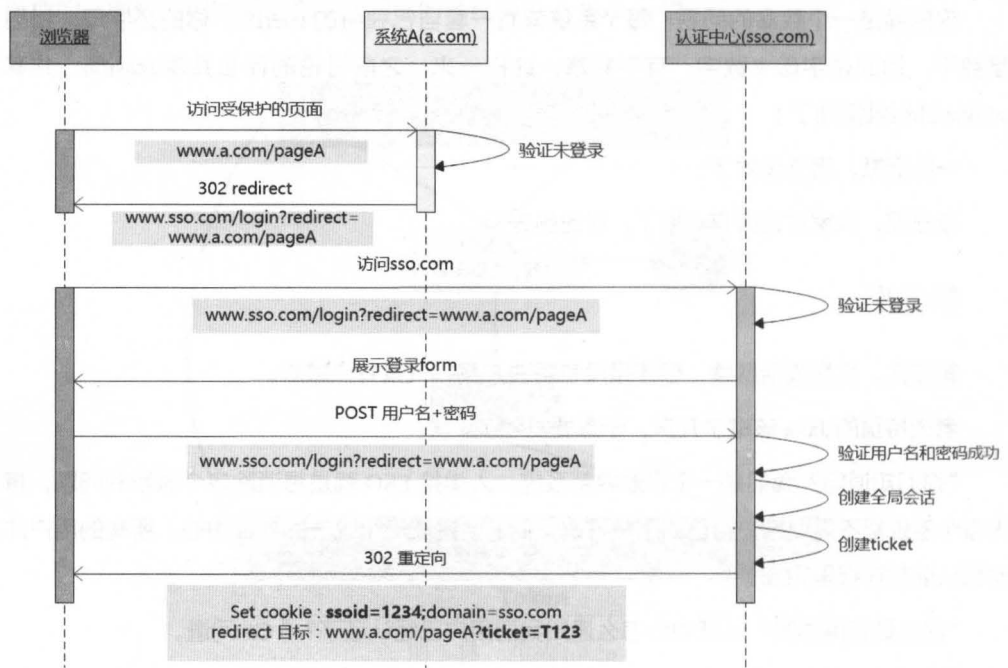 浏览器
系统A(a.com)
认证中心(sso.com)
访问受保护的页面
www.a.com/pageA
验证未登录
302 redirect
www.sso.com/login?redirect=
www.a.com/pageA
访问sso.com
www.sso.com/login?redirect=www.a.com/pageA
验证未登录
展示登录form
POST 用户名+密码
www.sso.com/login?redirect=www.a.com/pageA
验证用户名和密码成功
创建全局会话
创建ticket
302 重定向
Set cookie : ssoid=1234;domain=sso.com
redirect 目标 : www.a.com/pageA?ticket=T123